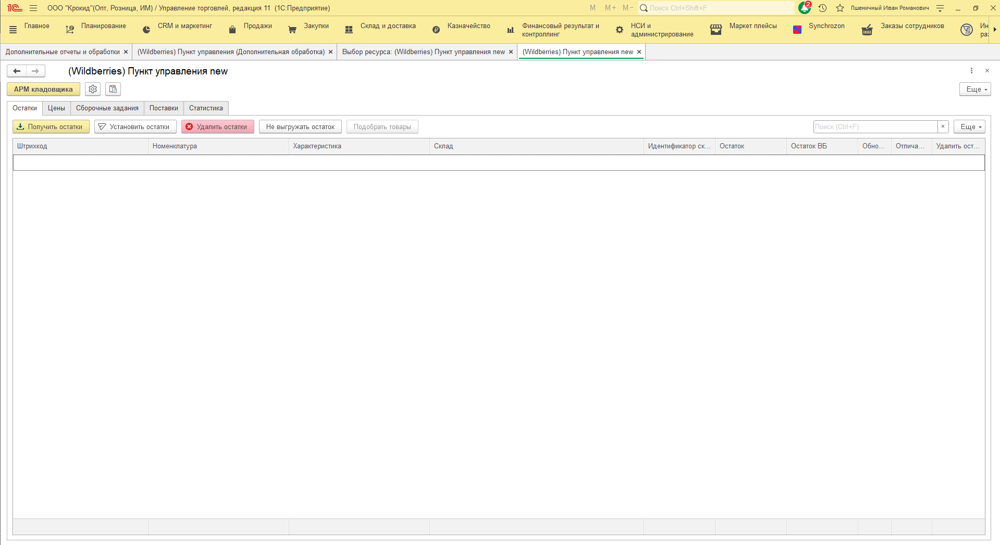 1С ООО "Крокид"(Опт, Розница, ИМ) / Управление торговлей, редакция 11 (1С:Предприятие) M M+ M- Поиск Ctrl+Shift+F 2 Пшеничный Иван Романович
Главное Планирование CRM и маркетинг Продажи Закупки Склад и доставка Казначейство Финансовый результат и НСИ и Маркет плейсы Synchrozon Заказы сотрудников Ин
контроллинг администрирование ра
Дополнительные отчеты и обработки (Wildberries) Пункт управления (Дополнительная обработка) Выбор ресурса: (Wildberries) Пункт управления new (Wildberries) Пункт управления new
(Wildberries) Пункт управления new
АРМ кладовщика Еще
Остатки Цены Сборочные задания Поставки Статистика
Получить остатки Установить остатки Удалить остатки Не выгружать остаток Подобрать товары Поиск (Ctrl+F) × Еще
Штрихкод Номенклатура Характеристика Склад Идентификатор ск... Остаток Остаток ВБ Обно... Отлича... Удалить ост...